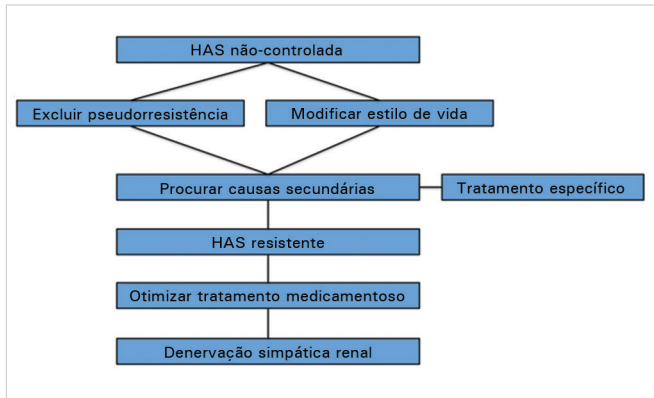 HAS não-controlada
Excluir pseudorresistência
Modificar estilo de vida
Procurar causas secundárias
Tratamento específico
HAS resistente
Otimizar tratamento medicamentoso
Denervação simpática renal